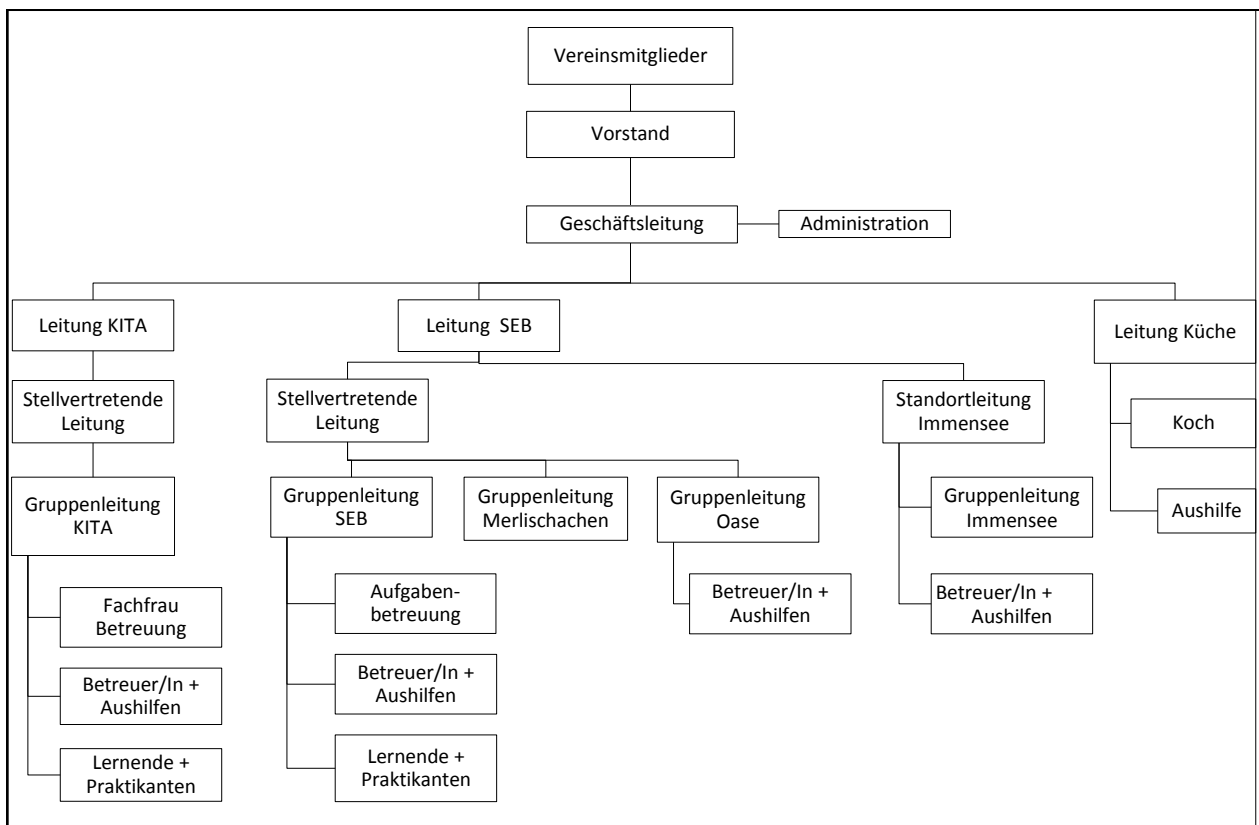 Vereinsmitglieder
Vorstand
Geschäftsleitung
Administration
Leitung KITA
Leitung SEB
Leitung Küche
Stellvertretende
Leitung
Stellvertretende
Leitung
Standortleitung
Immensee
Koch
Gruppenleitung
KITA
Gruppenleitung
SEB
Gruppenleitung
Merlischachen
Gruppenleitung
Oase
Gruppenleitung
Immensee
Aushilfe
Fachfrau
Betreuung
Aufgaben-
betreuung
Betreuer/In +
Aushilfen
Betreuer/In +
Aushilfen
Betreuer/In +
Aushilfen
Betreuer/In +
Aushilfen
Lernende +
Praktikanten
Lernende +
Praktikanten